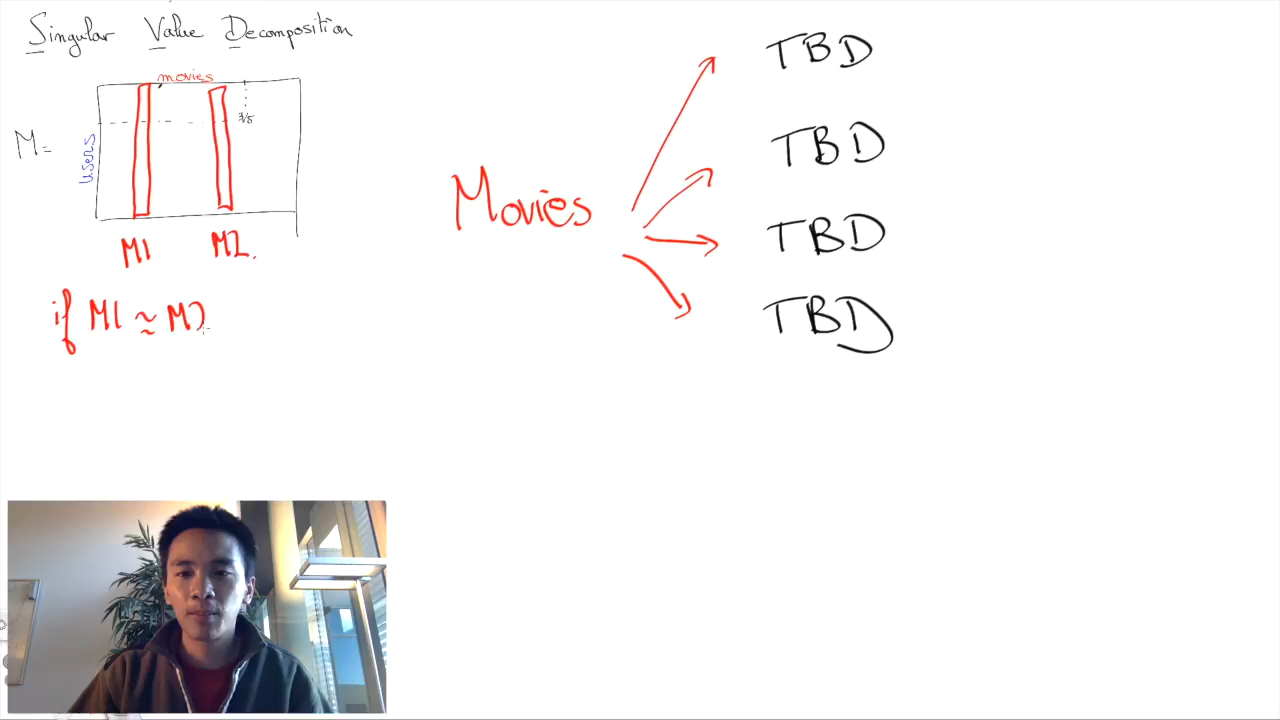 Singular Value Decomposition
movies
3/5
M=
users
M1 M2.
if M1 ≈ M2
Movies
TBD
TBD
TBD
TBD